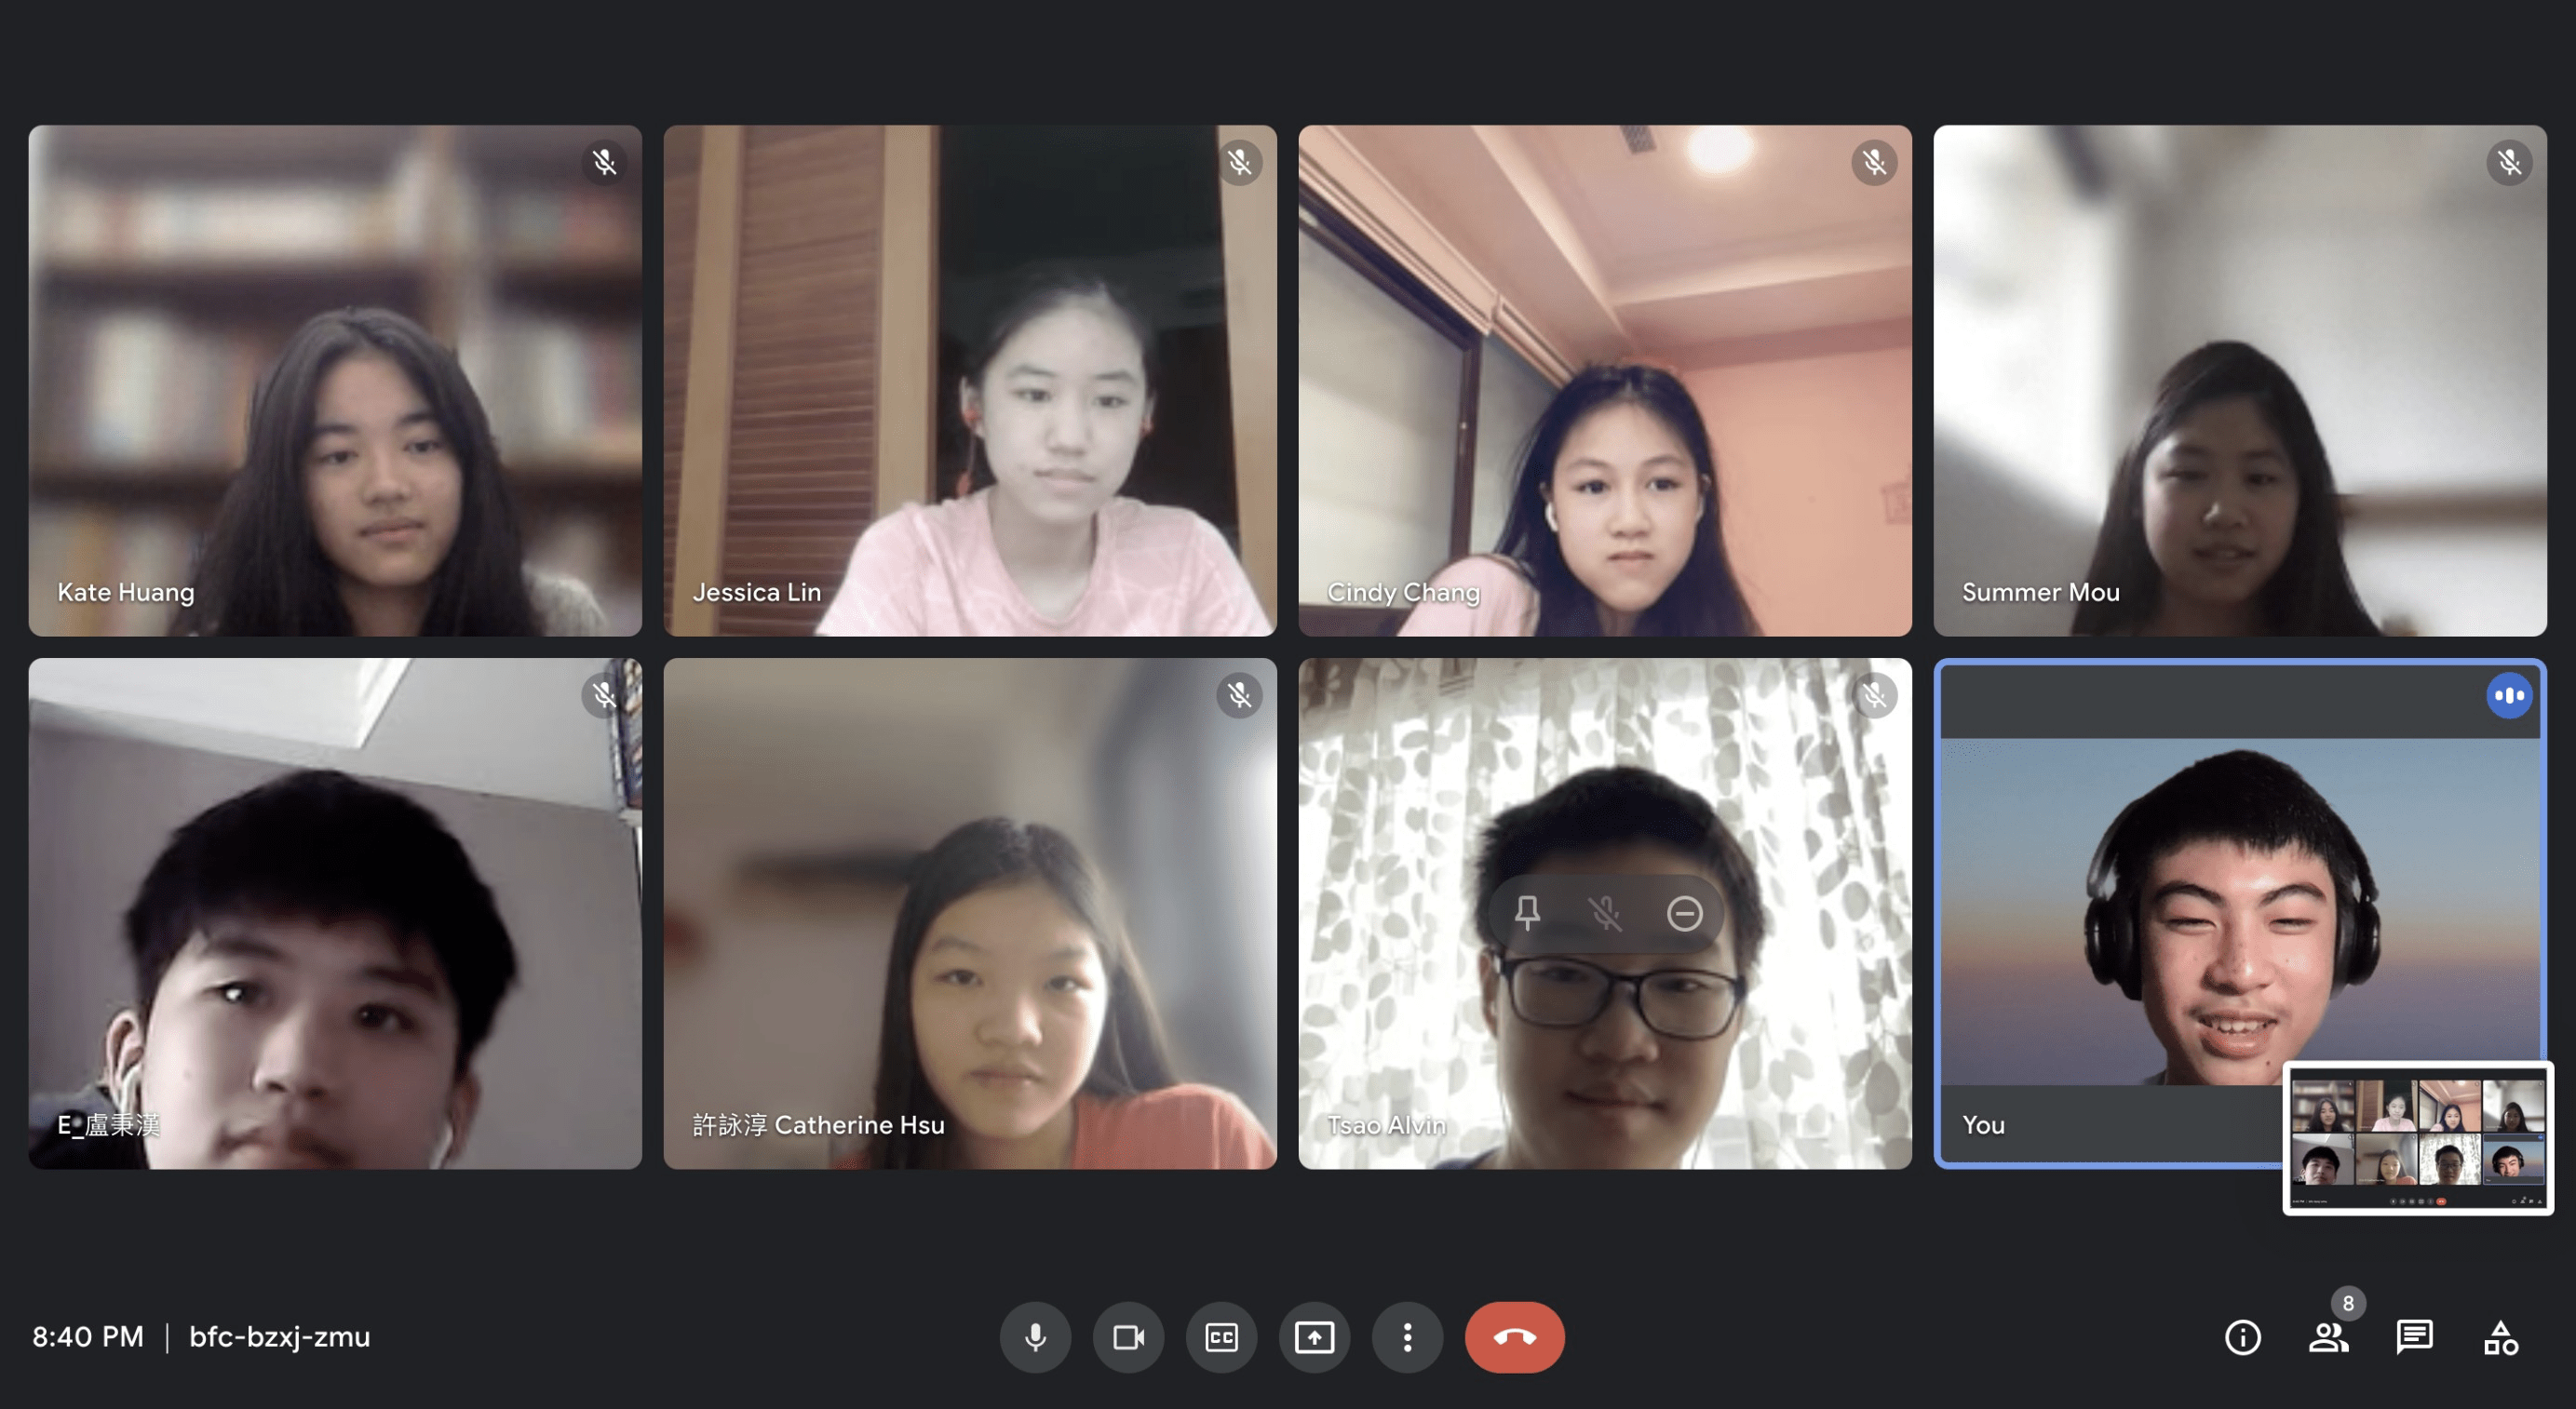 Kate Huang
Jessica Lin
Cindy Chang
Summer Mou
E_盧秉漢
許詠淳 Catherine Hsu
Tsao Alvin
You
8
8:40 PM | bfc-bzxj-zmu
CC